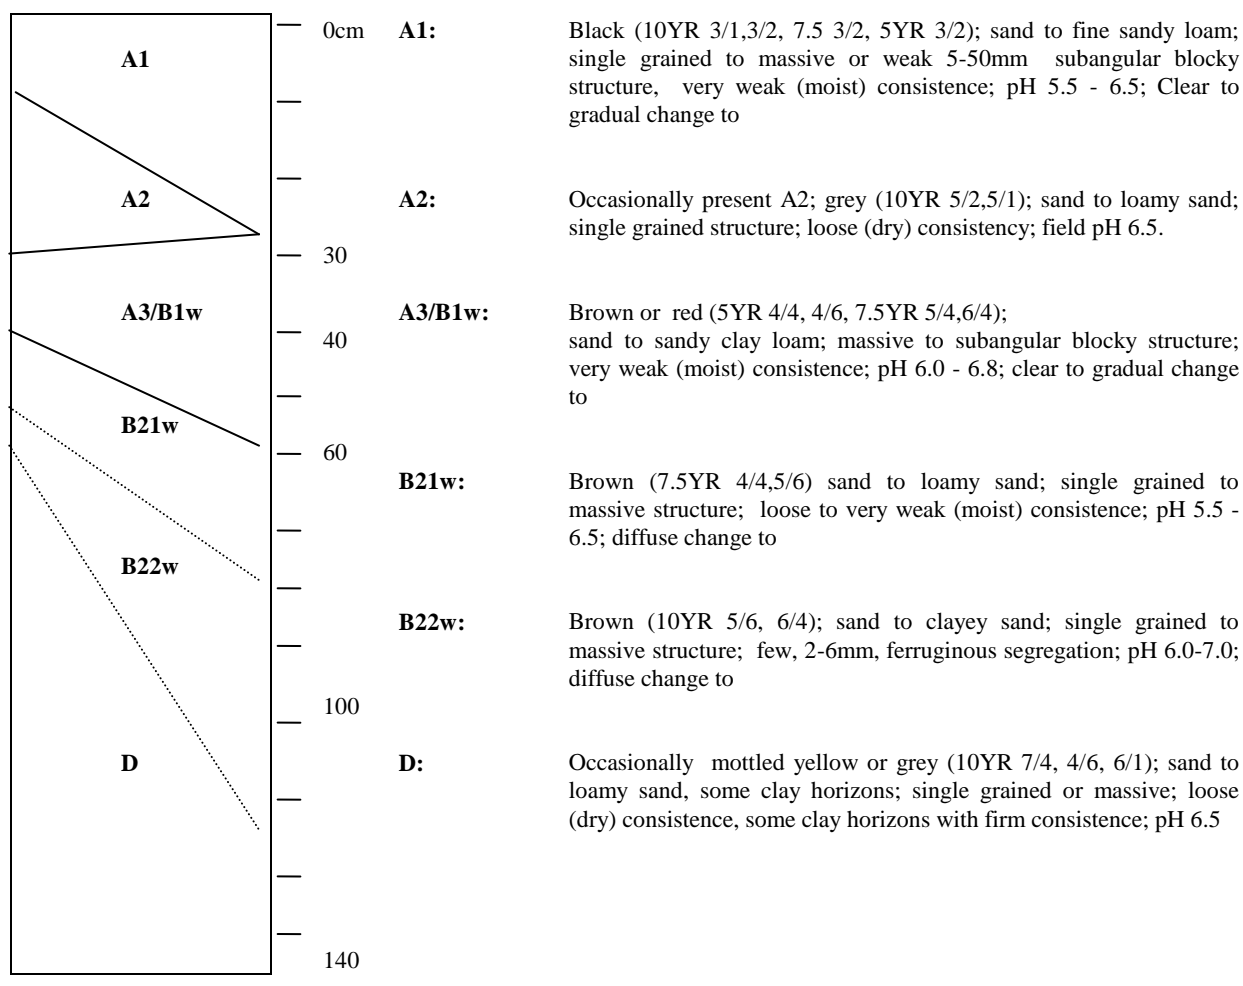 0cm A1: Black (10YR 3/1,3/2, 7.5 3/2, 5YR 3/2); sand to fine sandy loam;
A1 single grained to massive or weak 5-50mm subangular blocky
structure, very weak (moist) consistence; pH 5.5 - 6.5; Clear to
gradual change to
A2 A2: Occasionally present A2; grey (10YR 5/2,5/1); sand to loamy sand;
single grained structure; loose (dry) consistency; field pH 6.5.
30
A3/B1w A3/B1w: Brown or red (5YR 4/4, 4/6, 7.5YR 5/4,6/4);
40 sand to sandy clay loam; massive to subangular blocky structure;
very weak (moist) consistence; pH 6.0 - 6.8; clear to gradual change
to
B21w
60
B21w: Brown (7.5YR 4/4,5/6) sand to loamy sand; single grained to
massive structure; loose to very weak (moist) consistence; pH 5.5 -
6.5; diffuse change to
B22w
B22w: Brown (10YR 5/6, 6/4); sand to clayey sand; single grained to
massive structure; few, 2-6mm, ferruginous segregation; pH 6.0-7.0;
diffuse change to
100
D D: Occasionally mottled yellow or grey (10YR 7/4, 4/6, 6/1); sand to
loamy sand, some clay horizons; single grained or massive; loose
(dry) consistence, some clay horizons with firm consistence; pH 6.5
140